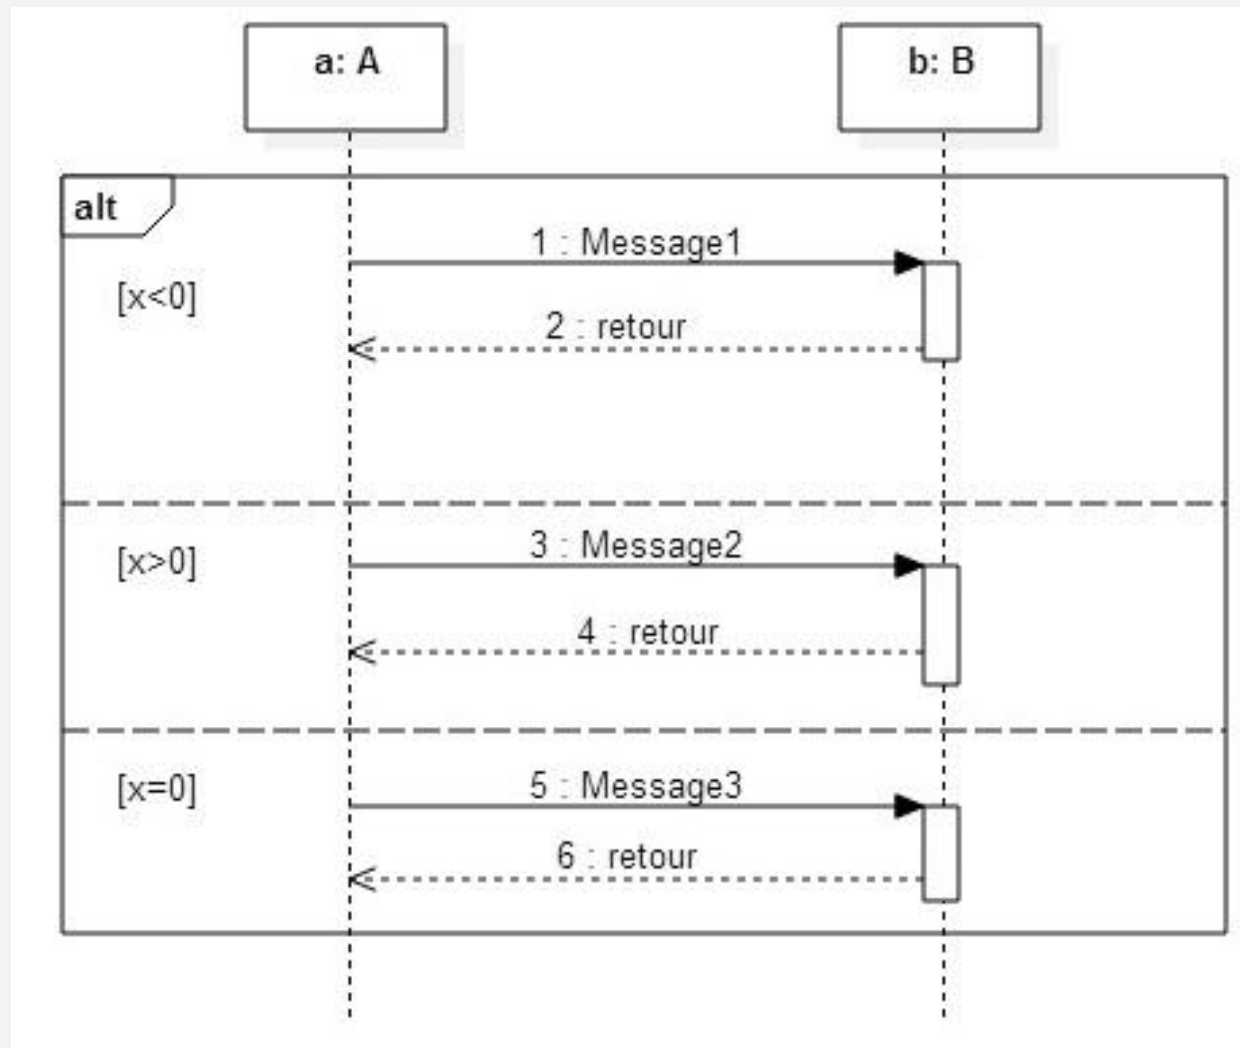 a: A
b: B
alt
1 : Message1
[x<0]
2 : retour
3 : Message2
[x>0]
4 : retour
5 : Message3
[x=0]
6 : retour